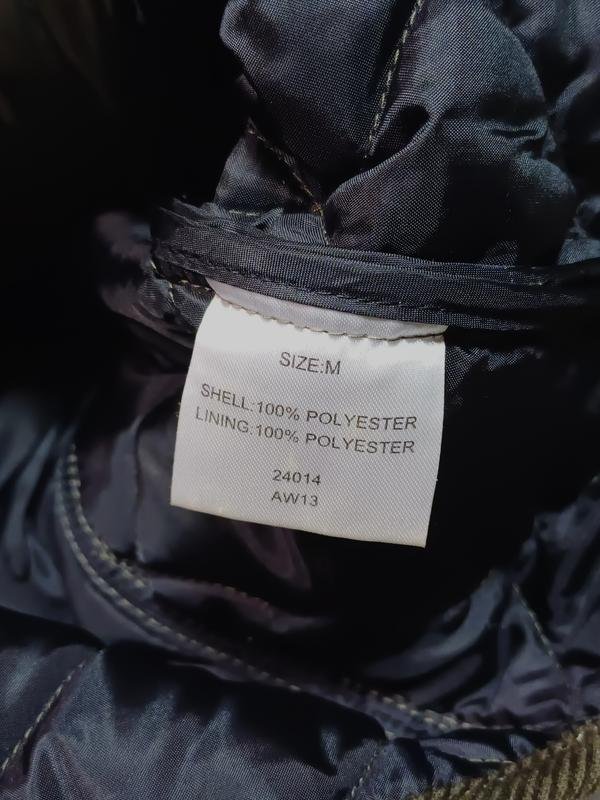 SIZE:M
SHELL:100% POLYESTER
LINING:100% POLYESTER
24014
AW13